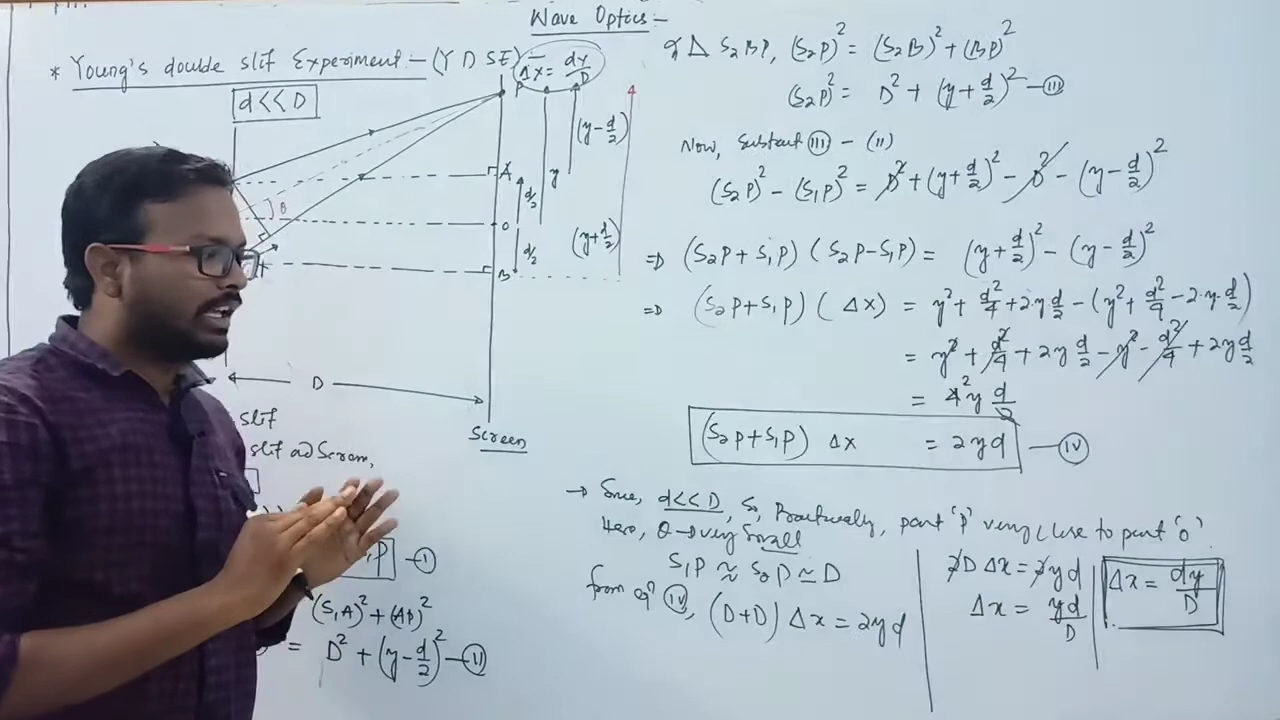 Wave Optics:-
* Young's double slit Experiment:- (YDSE)
Δx = dy/D
d<<D
P
(y-d/2)
A
y
d/2
θ
O
d/2
(y+d/2)
B
D
Screen
slit
slit ad Screen,
—(I)
(S₁A)² + (AP)²
= D² + (y-d/2)² —(II)
Δ S₂BP, (S₂P)² = (S₂B)² + (BP)²
(S₂P)² = D² + (y+d/2)² —(III)
Now, Subtract (III) - (II)
(S₂P)² - (S₁P)² = D² + (y+d/2)² - D² - (y-d/2)²
⇒ (S₂P + S₁P) (S₂P - S₁P) = (y+d/2)² - (y-d/2)²
⇒ (S₂P + S₁P) (Δx) = y² + d²/4 + 2·y·d/2 - (y² + d²/4 - 2·y·d/2)
= y² + d²/4 + 2y d/2 - y² - d²/4 + 2y d/2
= 4² y d/2
(S₂P + S₁P) Δx = 2yd —(IV)
→ Since, d<<D, So, Practically, point 'P' very close to point 'O'.
Here, θ → very Small
S₁P ≈ S₂P ≃ D
from eqⁿ (IV), (D+D) Δx = 2yd
2D Δx = 2yd
Δx = yd/D
Δx = dy/D